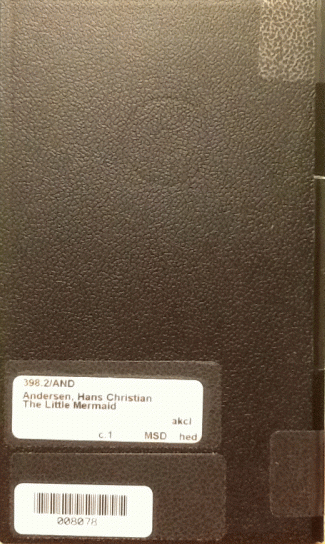 398.2/AND
Andersen, Hans Christian
The Little Mermaid
akcl
c.1 MSD hed
008078